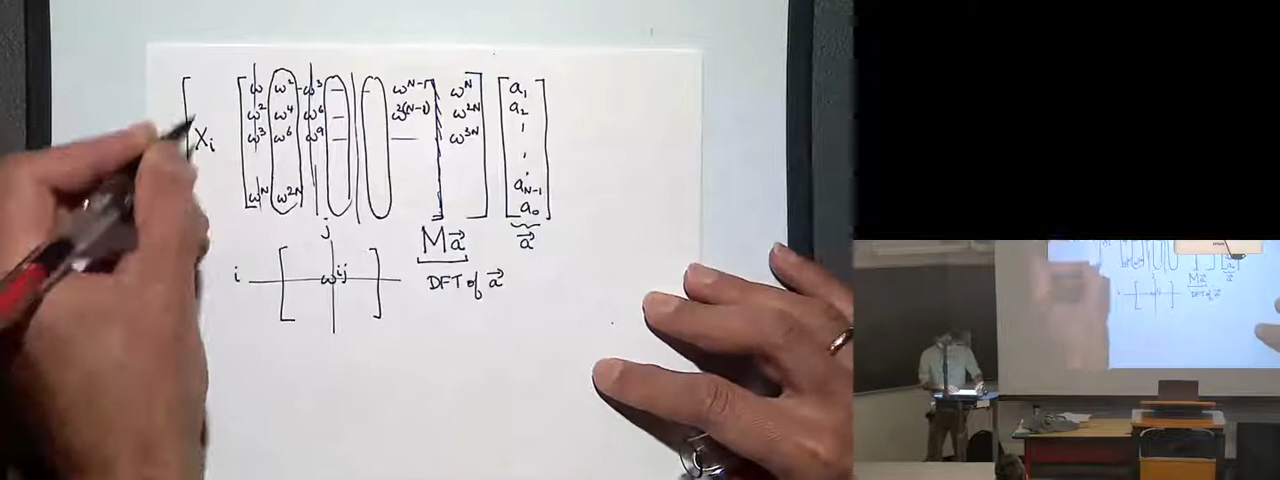 ω ω² ω³ ω^{N-1} ω^N a₁
ω² ω⁴ ω⁶ ω^{2(N-1)} ω^{2N} a₂
X_i ω³ ω⁶ ω⁹ ω^{3N}
ω^N ω^{2N} a_{N-1}
a₀
j Ma⃗ a⃗
i ω^{ij} DFT of a⃗